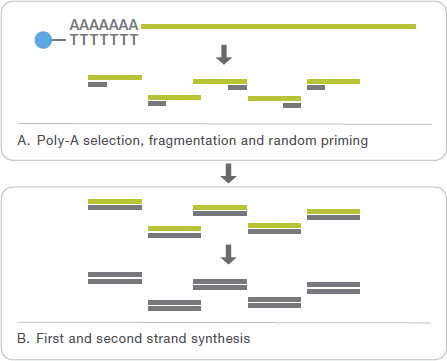 AAAAAAA
TTTTTTT
A. Poly-A selection, fragmentation and random priming
B. First and second strand synthesis